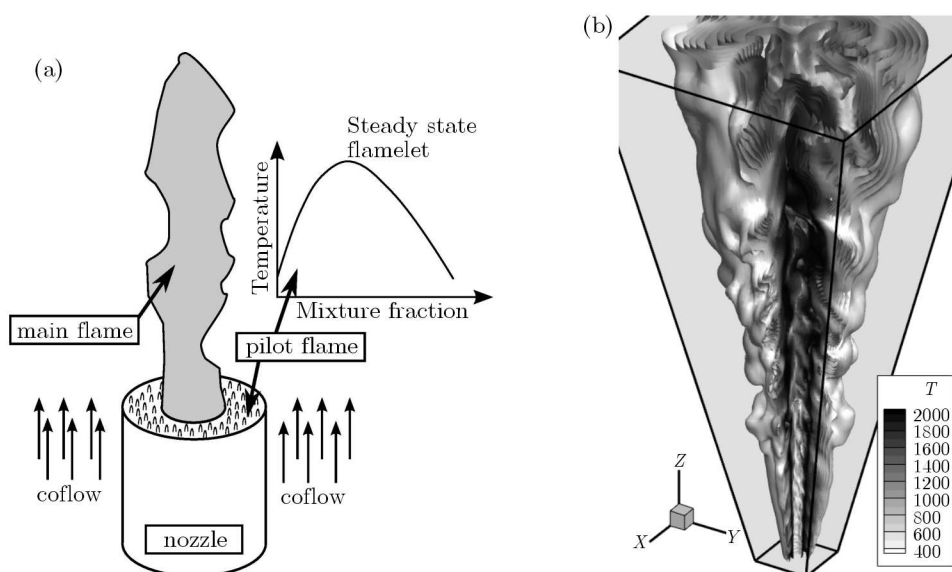 (a)
Steady state
flamelet
Temperature
Mixture fraction
main flame
pilot flame
coflow
coflow
nozzle
(b)
T
2000
1800
1600
1400
1200
1000
800
600
400
Z
X
Y